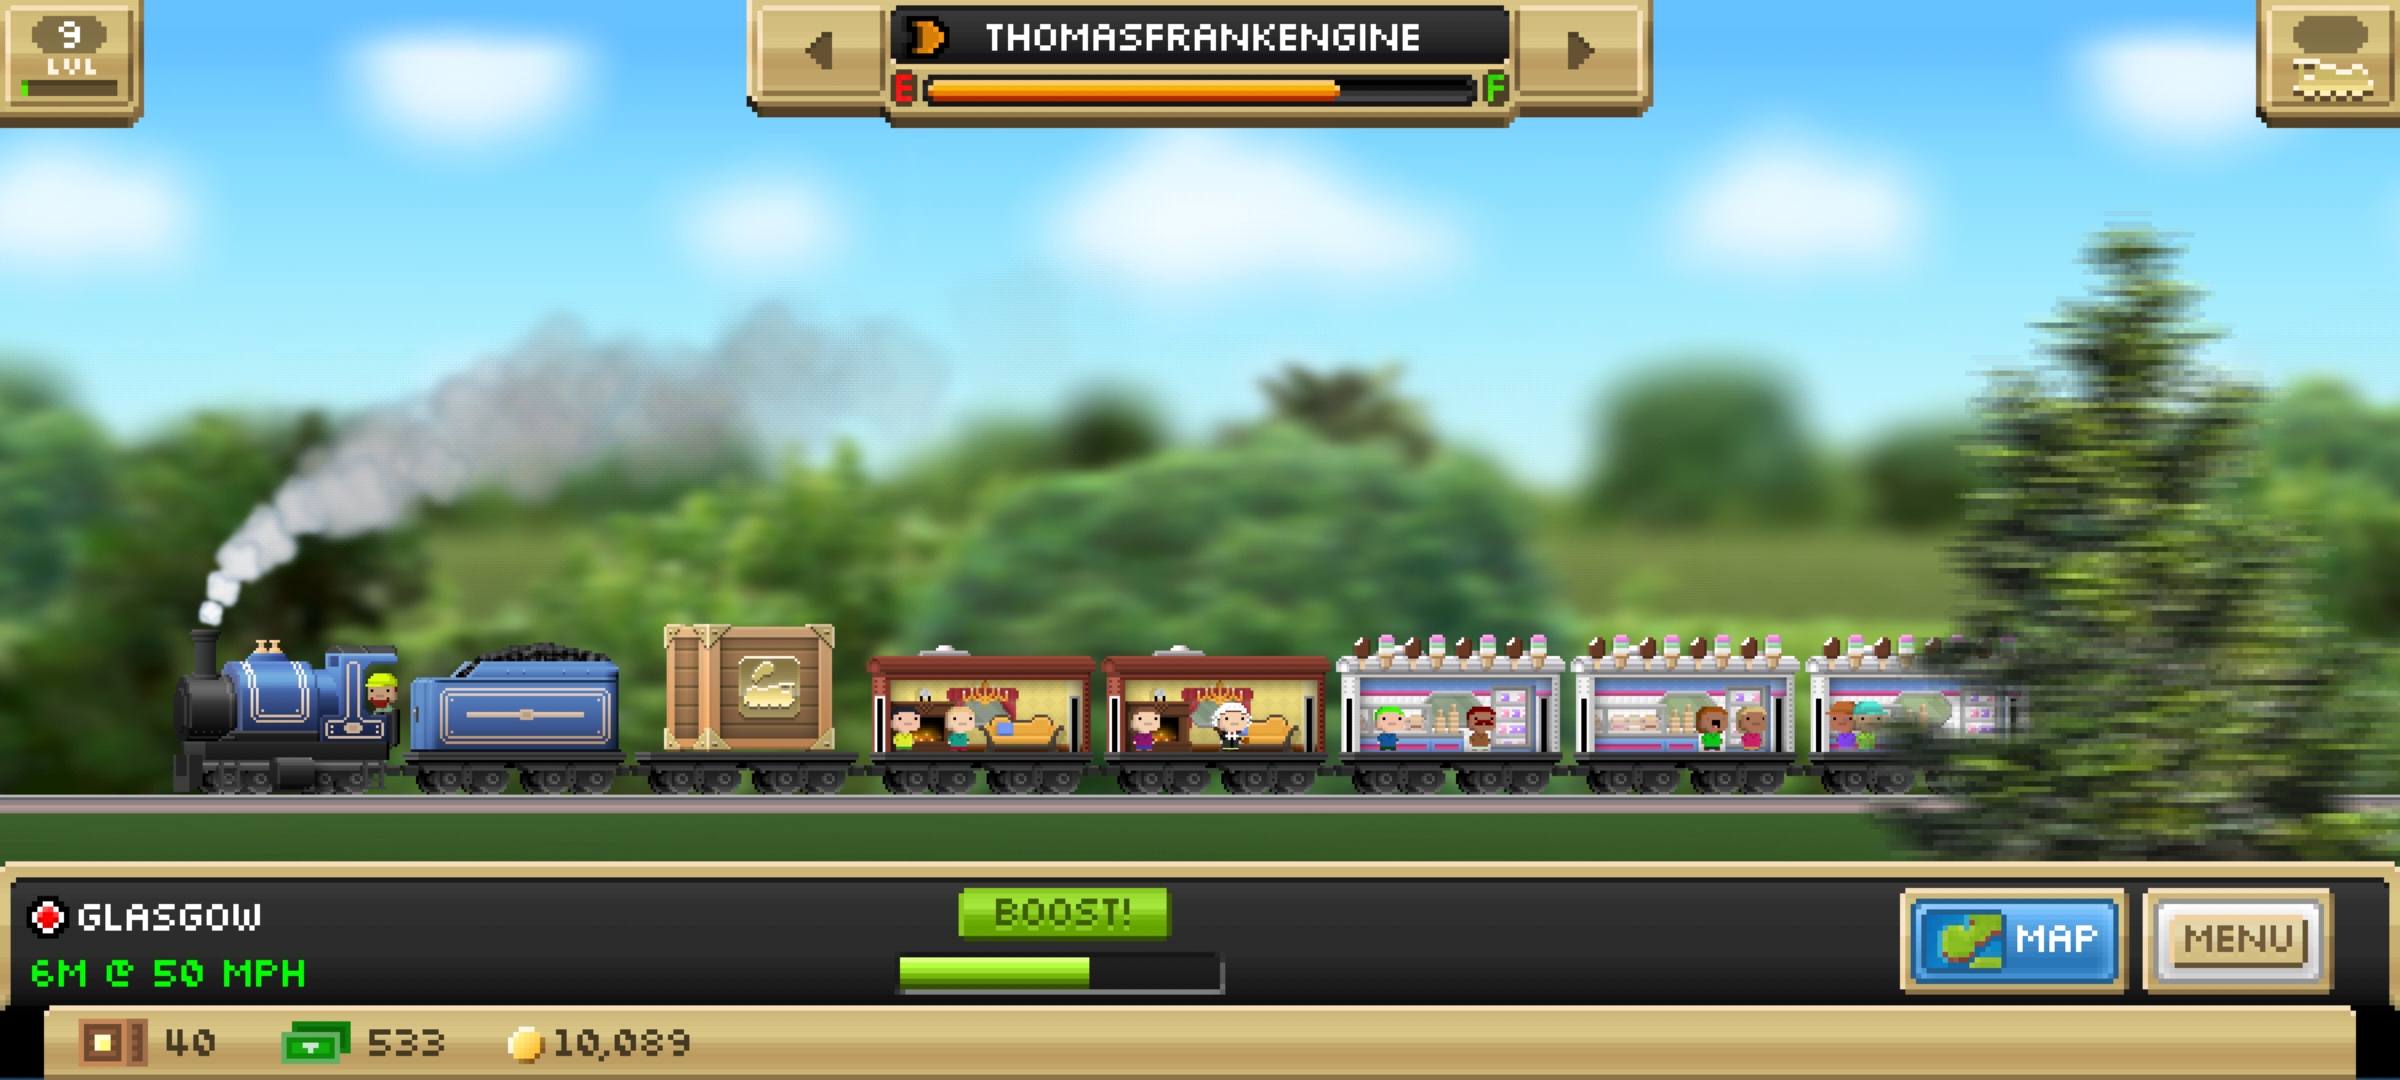 9
LVL
THOMASFRANKENGINE
E F
GLASGOW
6M @ 50 MPH
BOOST!
MAP
MENU
40 533 10,089